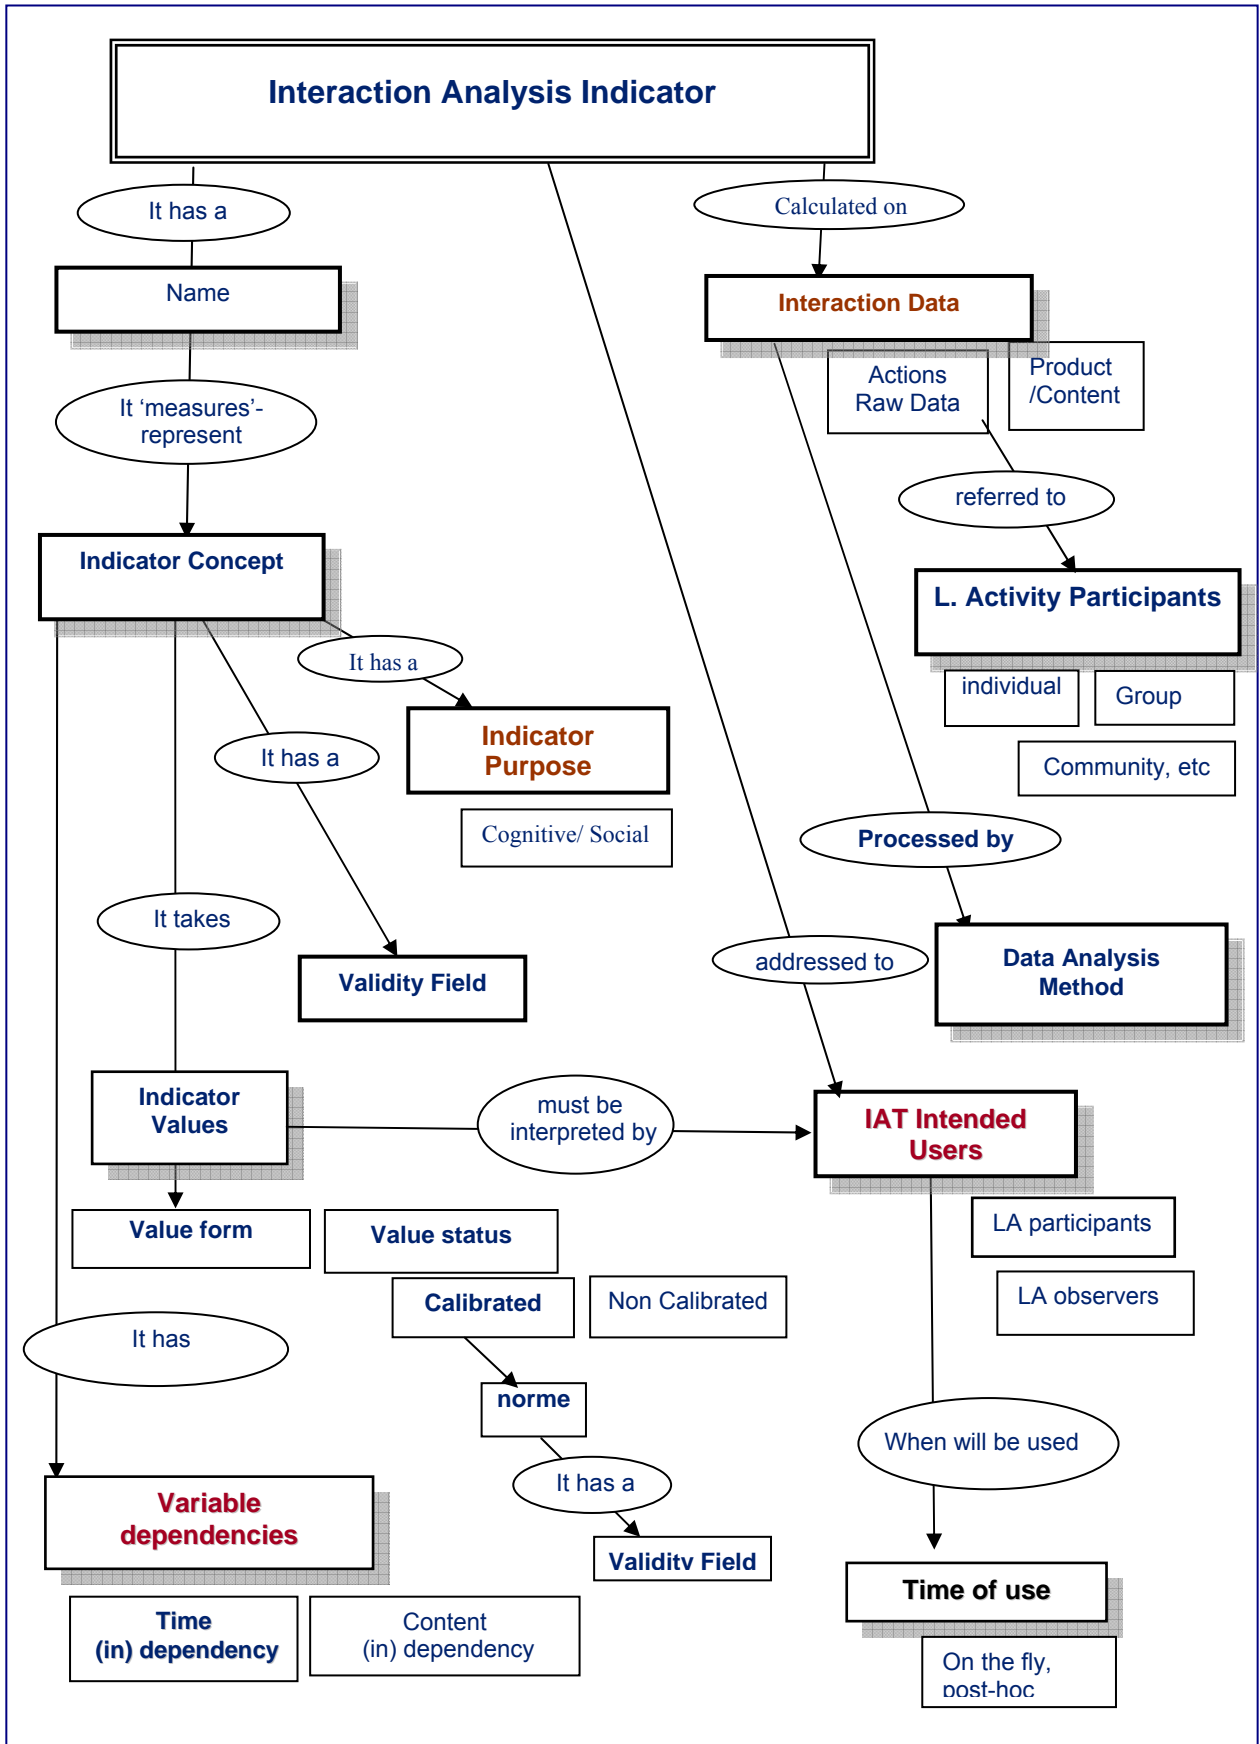 Interaction Analysis Indicator
It has a
Calculated on
Name
Interaction Data
Actions
Raw Data
Product
/Content
It ‘measures’-
represent
referred to
Indicator Concept
L. Activity Participants
It has a
individual
Group
Community, etc
Indicator
Purpose
It has a
Cognitive/ Social
Processed by
It takes
addressed to
Data Analysis
Method
Validity Field
Indicator
Values
must be
interpreted by
IAT Intended
Users
Value form
Value status
LA participants
Calibrated
Non Calibrated
LA observers
It has
norme
When will be used
It has a
Variable
dependencies
Validity Field
Time of use
Time
(in) dependency
Content
(in) dependency
On the fly,
post-hoc